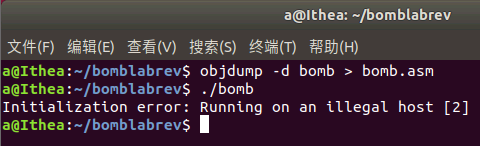 a@Ithea: ~/bomblabrev
文件(F) 编辑(E) 查看(V) 搜索(S) 终端(T) 帮助(H)
a@Ithea:~/bomblabrev$ objdump -d bomb > bomb.asm
a@Ithea:~/bomblabrev$ ./bomb
Initialization error: Running on an illegal host [2]
a@Ithea:~/bomblabrev$